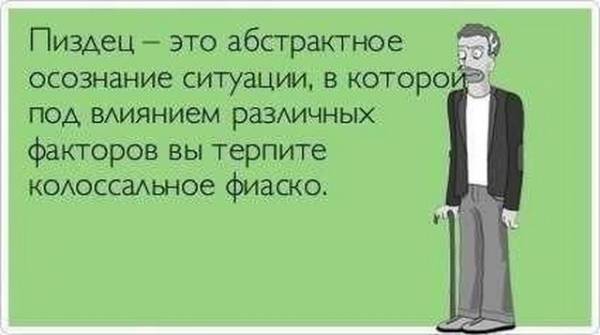 Пиздец – это абстрактное
осознание ситуации, в которой
под влиянием различных
факторов вы терпите
колоссальное фиаско.